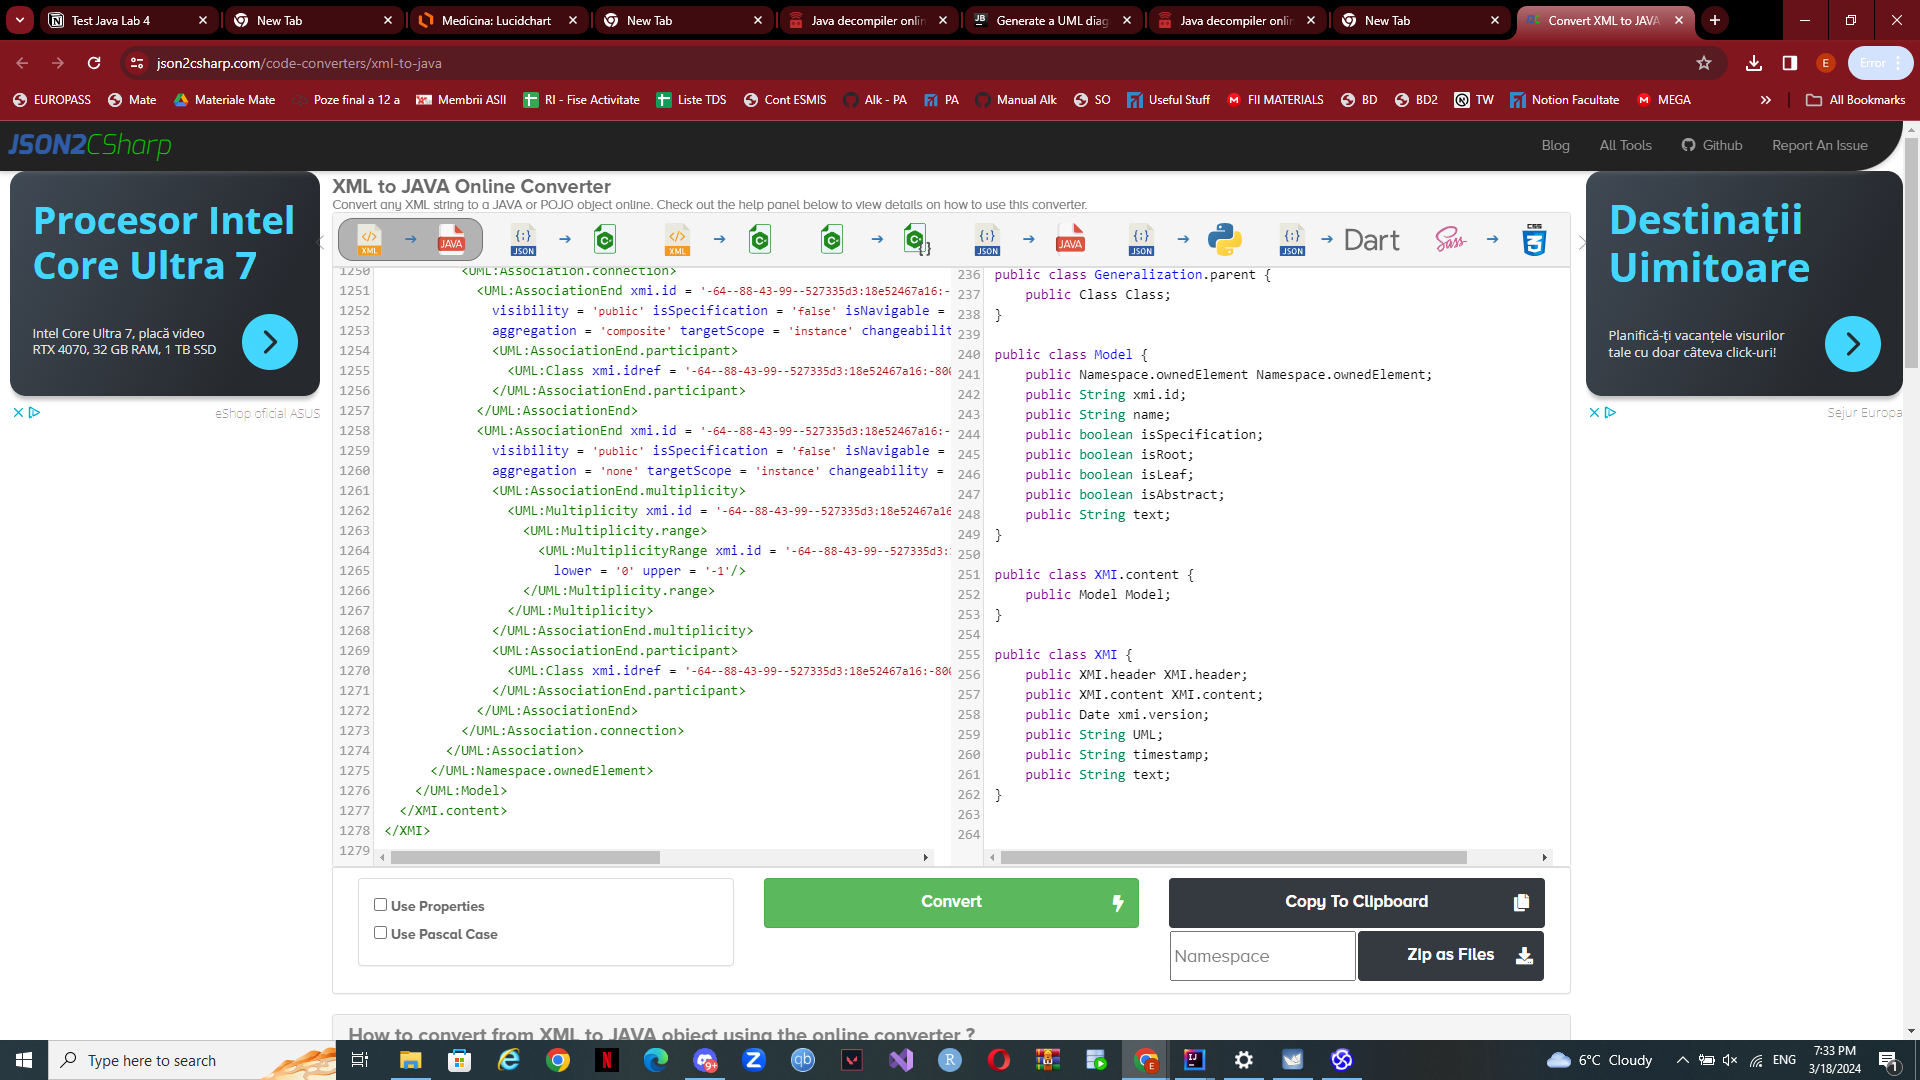 Test Java Lab 4
New Tab
Medicina: Lucidchart
New Tab
Java decompiler onlin
Generate a UML diag
Java decompiler onlin
New Tab
Convert XML to JAVA
json2csharp.com/code-converters/xml-to-java
E
Error
EUROPASS
Mate
Materiale Mate
Poze final a 12 a
Membrii ASII
RI - Fise Activitate
Liste TDS
Cont ESMIS
Alk - PA
PA
Manual Alk
SO
Useful Stuff
FII MATERIALS
BD
BD2
TW
Notion Facultate
MEGA
All Bookmarks
JSON2CSharp
Blog
All Tools
Github
Report An Issue
Procesor Intel
Core Ultra 7
Intel Core Ultra 7, placă video
RTX 4070, 32 GB RAM, 1 TB SSD
eShop oficial ASUS
XML to JAVA Online Converter
Convert any XML string to a JAVA or POJO object online. Check out the help panel below to view details on how to use this converter.
XML
JAVA
JSON
XML
JSON
JAVA
JSON
JSON
Dart
Sass
CSS
3
1250 <UML:Association.connection>
1251 <UML:AssociationEnd xmi.id = '-64--88-43-99--527335d3:18e52467a16:-
1252 visibility = 'public' isSpecification = 'false' isNavigable =
1253 aggregation = 'composite' targetScope = 'instance' changeabilit
1254 <UML:AssociationEnd.participant>
1255 <UML:Class xmi.idref = '-64--88-43-99--527335d3:18e52467a16:-800
1256 </UML:AssociationEnd.participant>
1257 </UML:AssociationEnd>
1258 <UML:AssociationEnd xmi.id = '-64--88-43-99--527335d3:18e52467a16:-
1259 visibility = 'public' isSpecification = 'false' isNavigable =
1260 aggregation = 'none' targetScope = 'instance' changeability =
1261 <UML:AssociationEnd.multiplicity>
1262 <UML:Multiplicity xmi.id = '-64--88-43-99--527335d3:18e52467a16
1263 <UML:Multiplicity.range>
1264 <UML:MultiplicityRange xmi.id = '-64--88-43-99--527335d3:
1265 lower = '0' upper = '-1'/>
1266 </UML:Multiplicity.range>
1267 </UML:Multiplicity>
1268 </UML:AssociationEnd.multiplicity>
1269 <UML:AssociationEnd.participant>
1270 <UML:Class xmi.idref = '-64--88-43-99--527335d3:18e52467a16:-800
1271 </UML:AssociationEnd.participant>
1272 </UML:AssociationEnd>
1273 </UML:Association.connection>
1274 </UML:Association>
1275 </UML:Namespace.ownedElement>
1276 </UML:Model>
1277 </XMI.content>
1278 </XMI>
1279
236 public class Generalization.parent {
237 public Class Class;
238 }
239
240 public class Model {
241 public Namespace.ownedElement Namespace.ownedElement;
242 public String xmi.id;
243 public String name;
244 public boolean isSpecification;
245 public boolean isRoot;
246 public boolean isLeaf;
247 public boolean isAbstract;
248 public String text;
249 }
250
251 public class XMI.content {
252 public Model Model;
253 }
254
255 public class XMI {
256 public XMI.header XMI.header;
257 public XMI.content XMI.content;
258 public Date xmi.version;
259 public String UML;
260 public String timestamp;
261 public String text;
262 }
263
264
Destinații
Uimitoare
Planifică-ți vacanțele visurilor
tale cu doar câteva click-uri!
Sejur Europa
Use Properties
Use Pascal Case
Convert
Copy To Clipboard
Namespace
Zip as Files
How to convert from XML to JAVA object using the online converter ?
Type here to search
6°C Cloudy
ENG
7:33 PM
3/18/2024
1